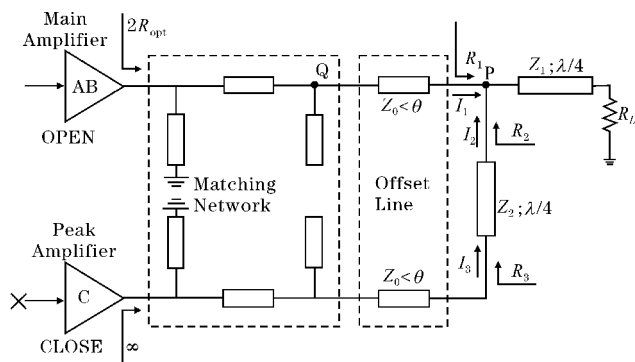 Main
Amplifier
2R_opt
AB
OPEN
Q
Z_0<θ
R_1
P
I_1
Z_1;λ/4
R_L
I_2
R_2
Matching
Network
Offset
Line
Z_2;λ/4
Peak
Amplifier
C
CLOSE
∞
Z_0<θ
I_3
R_3